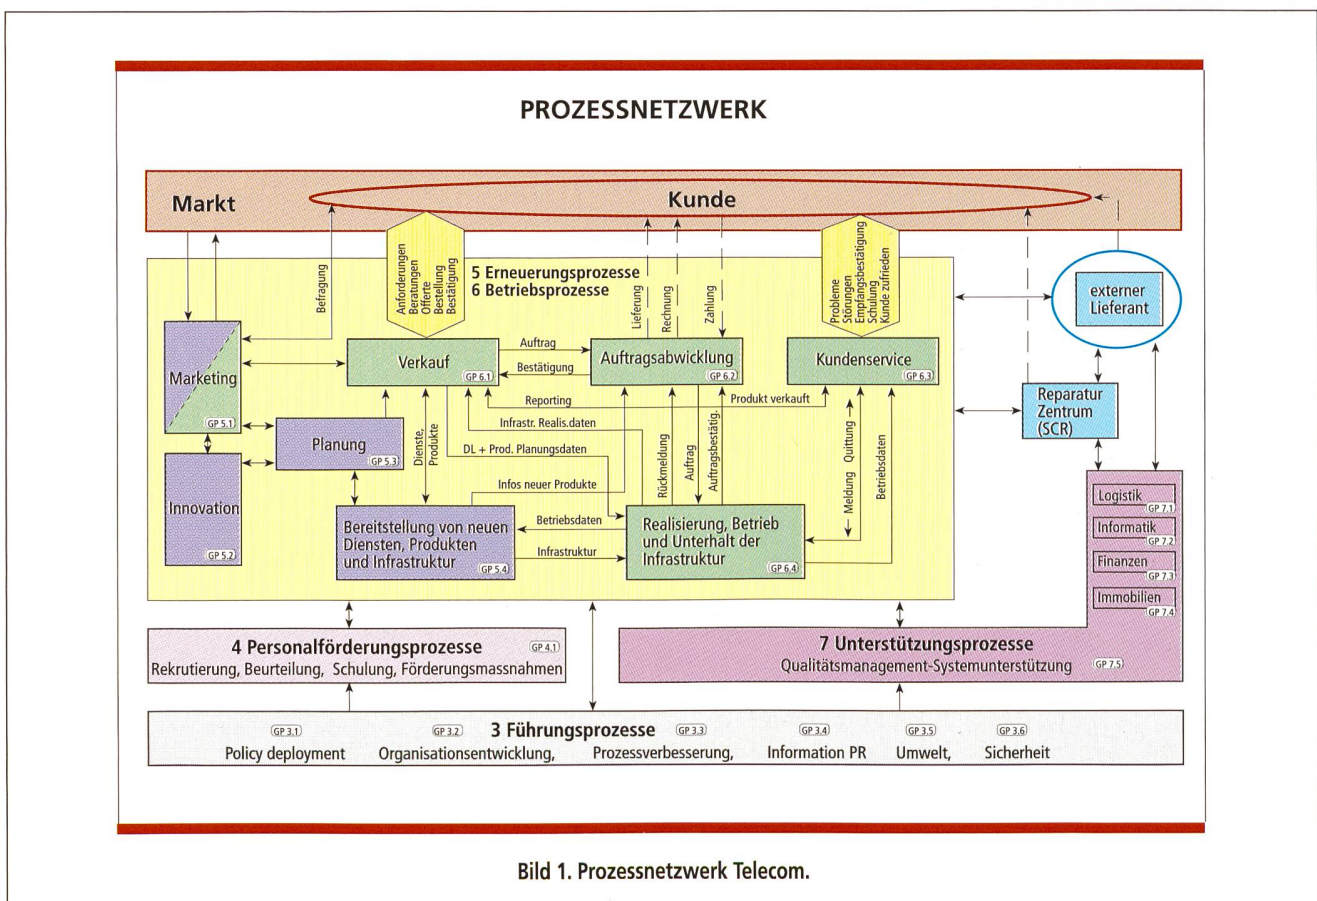 PROZESSNETZWERK
Markt
Kunde
Befragung
Anforderungen
Beratungen
Offerte
Bestellung
Bestätigung
5 Erneuerungsprozesse
6 Betriebsprozesse
Lieferung
Rechnung
Zahlung
Probleme
Störungen
Empfangsbestätigung
Schulung
Kunde zufrieden
externer
Lieferant
Marketing
GP 5.1
Verkauf
GP 6.1
Auftrag
Bestätigung
Auftragsabwicklung
GP 6.2
Kundenservice
GP 6.3
Reporting
Produkt verkauft
Reparatur
Zentrum
(SCR)
Planung
GP 5.3
Dienste,
Produkte
Infrastr. Realis.daten
DL + Prod. Planungsdaten
Infos neuer Produkte
Rückmeldung
Auftrag
Auftragsbestätig.
Meldung
Quittung
Betriebsdaten
Innovation
GP 5.2
Bereitstellung von neuen
Diensten, Produkten
und Infrastruktur
GP 5.4
Betriebsdaten
Infrastruktur
Realisierung, Betrieb
und Unterhalt der
Infrastruktur
GP 6.4
Logistik
GP 7.1
Informatik
GP 7.2
Finanzen
GP 7.3
Immobilien
GP 7.4
4 Personalförderungsprozesse
GP 4.1
Rekrutierung, Beurteilung, Schulung, Förderungsmassnahmen
7 Unterstützungsprozesse
Qualitätsmanagement-Systemunterstützung
GP 7.5
GP 3.1 GP 3.2 3 Führungsprozesse GP 3.3 GP 3.4 GP 3.5 GP 3.6
Policy deployment Organisationsentwicklung, Prozessverbesserung, Information PR Umwelt, Sicherheit
Bild 1. Prozessnetzwerk Telecom.